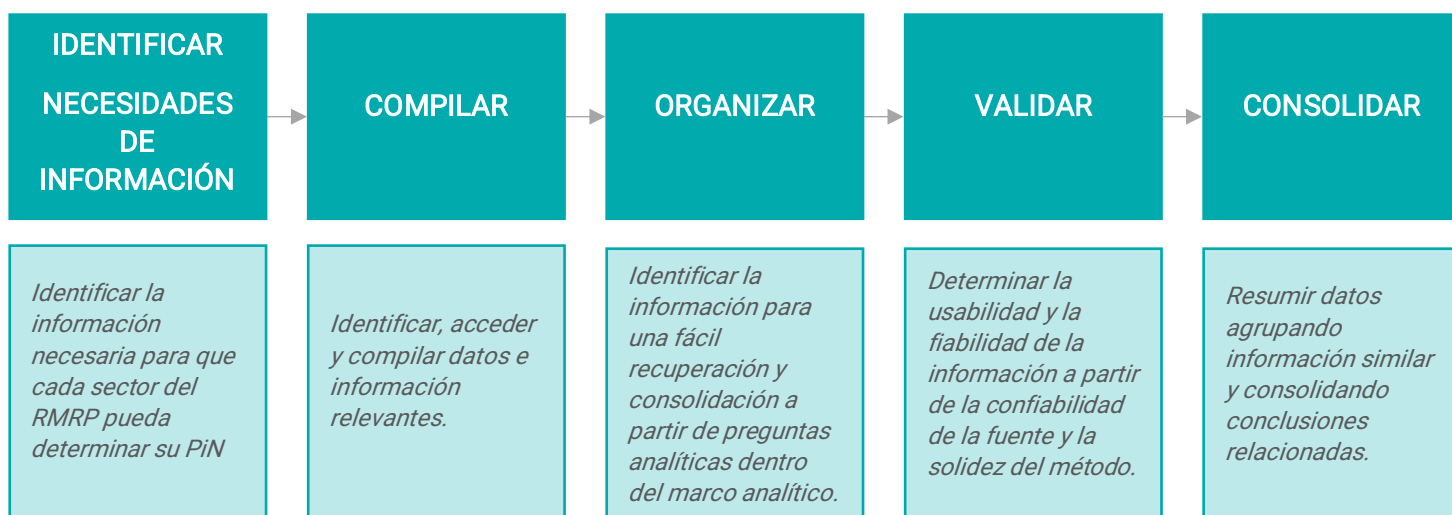 IDENTIFICAR
NECESIDADES
DE
INFORMACIÓN
COMPILAR
ORGANIZAR
VALIDAR
CONSOLIDAR
Identificar la
información
necesaria para que
cada sector del
RMRP pueda
determinar su PiN
Identificar, acceder
y compilar datos e
información
relevantes.
Identificar la
información para
una fácil
recuperación y
consolidación a
partir de preguntas
analíticas dentro
del marco analítico.
Determinar la
usabilidad y la
fiabilidad de la
información a partir
de la confiabilidad
de la fuente y la
solidez del método.
Resumir datos
agrupando
información similar
y consolidando
conclusiones
relacionadas.